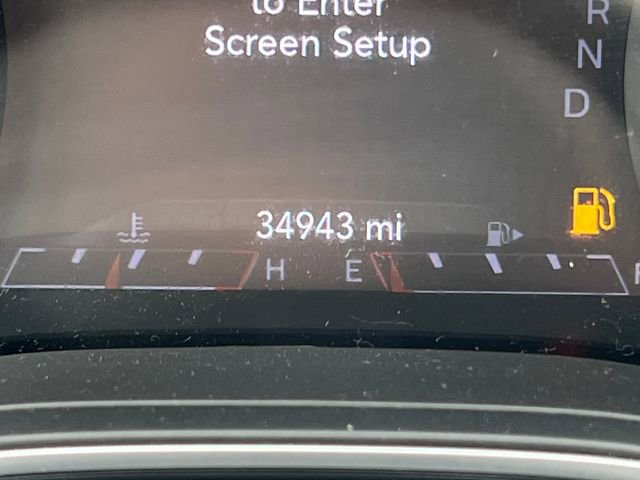 to Enter
Screen Setup
R
N
D
34943 mi
H E F